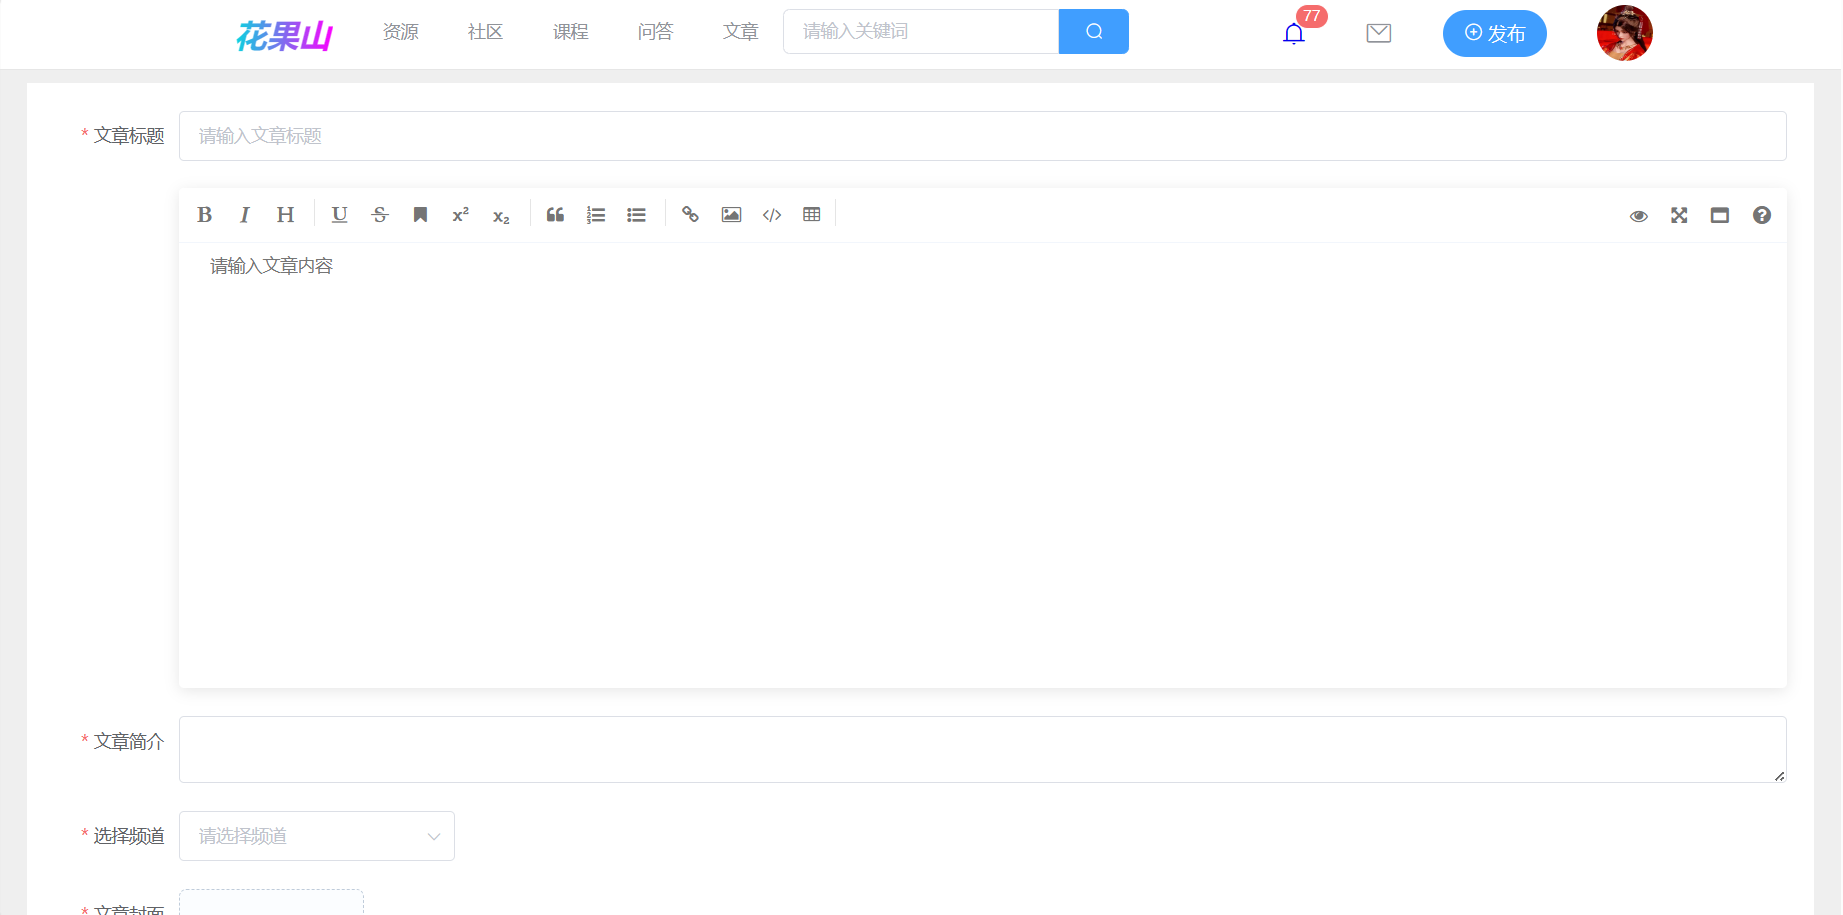 花果山 资源 社区 课程 问答 文章 请输入关键词 77 发布
* 文章标题 请输入文章标题
B I H U S x² x₂
请输入文章内容
* 文章简介
* 选择频道 请选择频道
* 文章封面